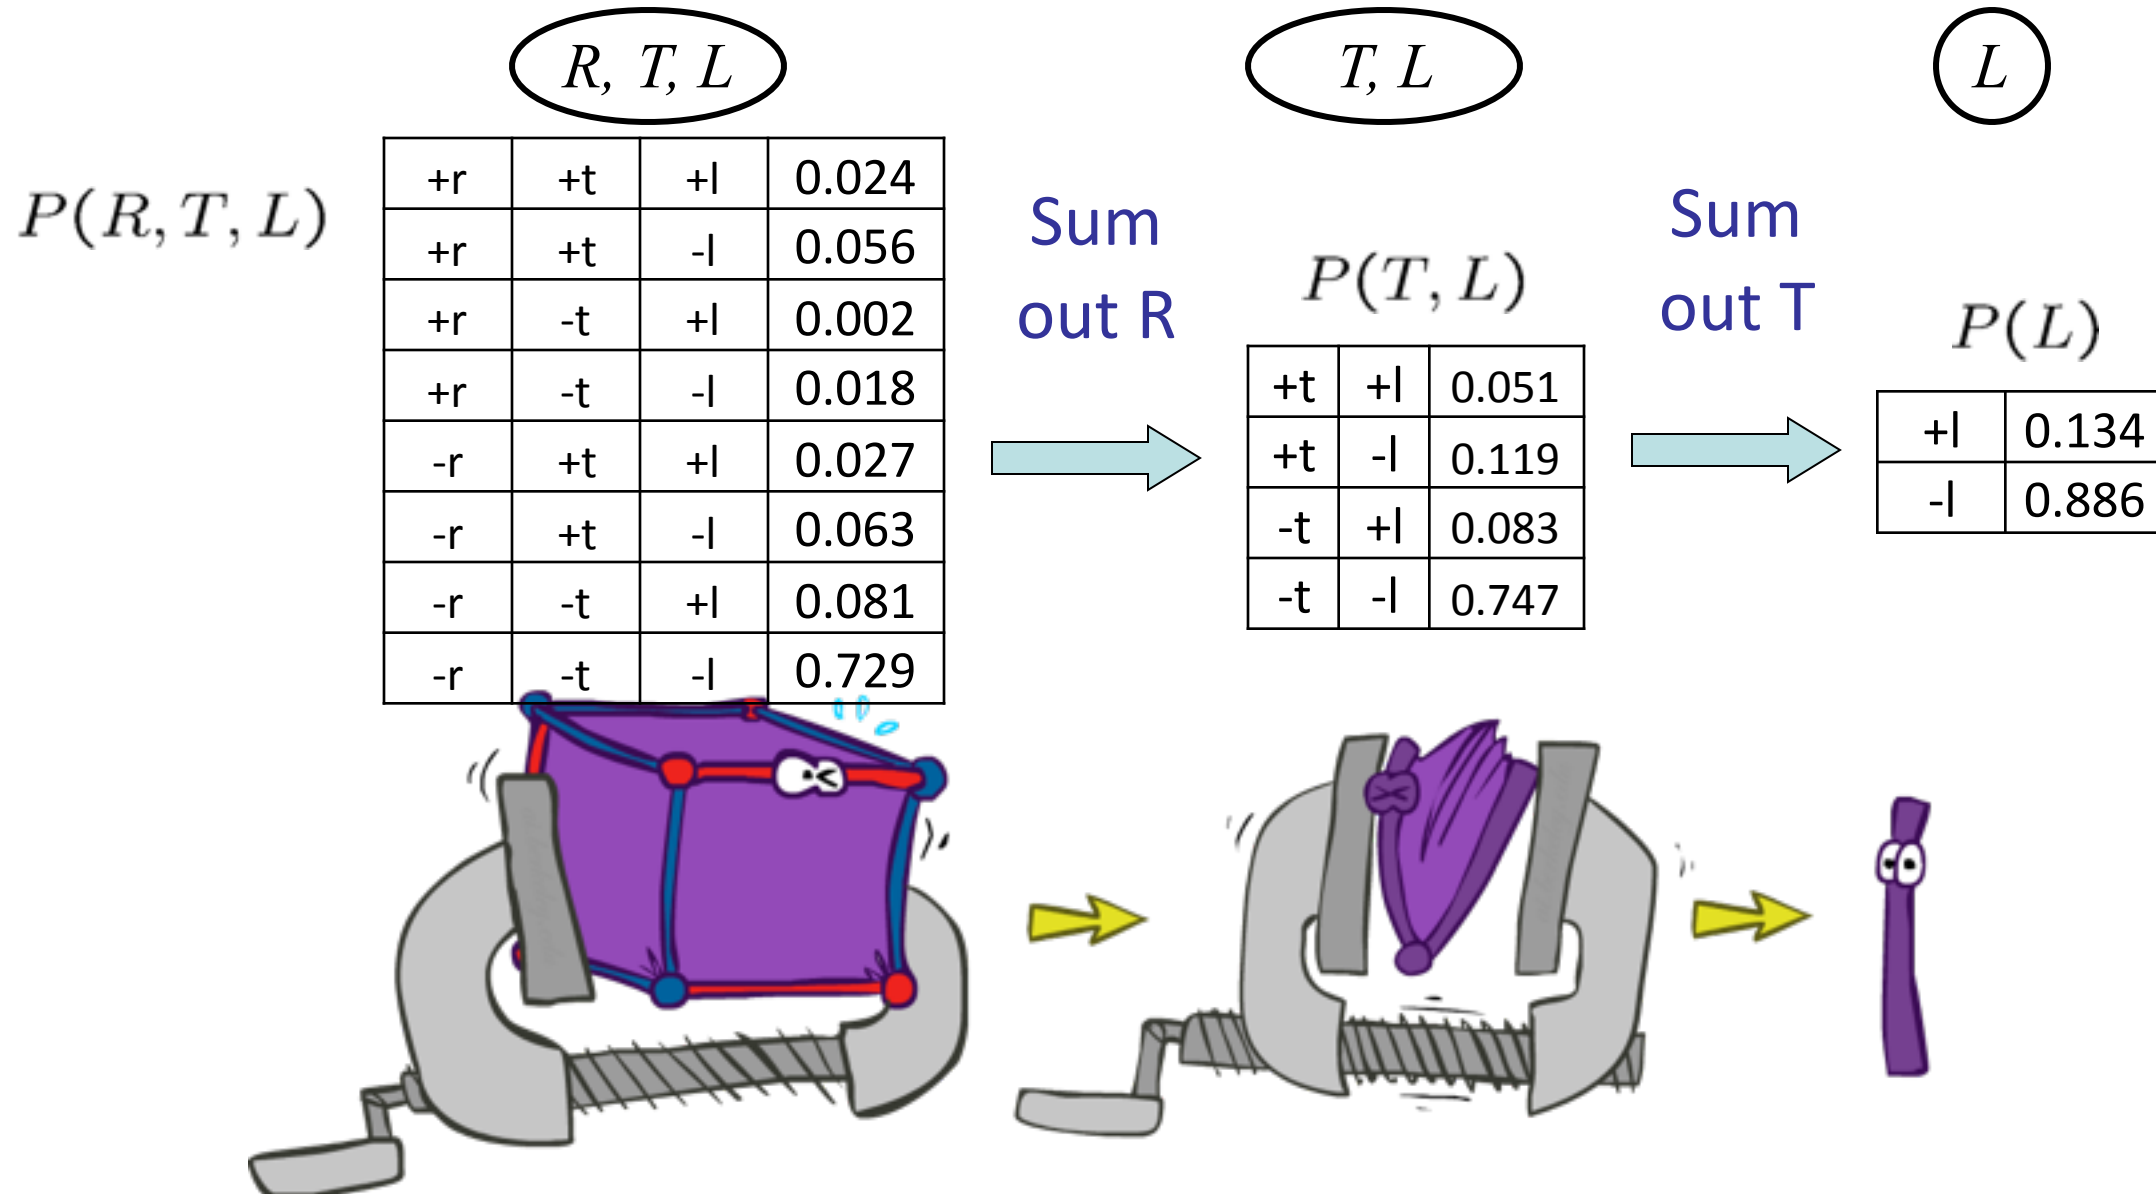 R, T, L
T, L
L
P(R, T, L)
+r +t +l 0.024
+r +t -l 0.056
+r -t +l 0.002
+r -t -l 0.018
-r +t +l 0.027
-r +t -l 0.063
-r -t +l 0.081
-r -t -l 0.729
Sum
out R
P(T, L)
+t +l 0.051
+t -l 0.119
-t +l 0.083
-t -l 0.747
Sum
out T
P(L)
+l 0.134
-l 0.886